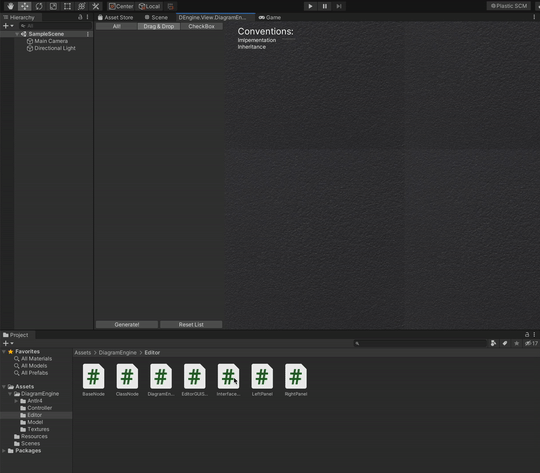 Center
Local
Plastic SCM
Hierarchy
Asset Store
Scene
DEngine.View.DiagramEn...
Game
All
SampleScene
Main Camera
Directional Light
All!
Drag & Drop
CheckBox
Conventions:
Impementation
Inheritance
Generate!
Reset List
Project
Favorites
All Materials
All Models
All Prefabs
Assets
DiagramEngine
Antlr4
Controller
Editor
Model
Textures
Resources
Scenes
Packages
Assets > DiagramEngine > Editor
17
BaseNode
ClassNode
DiagramEn...
EditorGUIS...
Interface...
LeftPanel
RightPanel